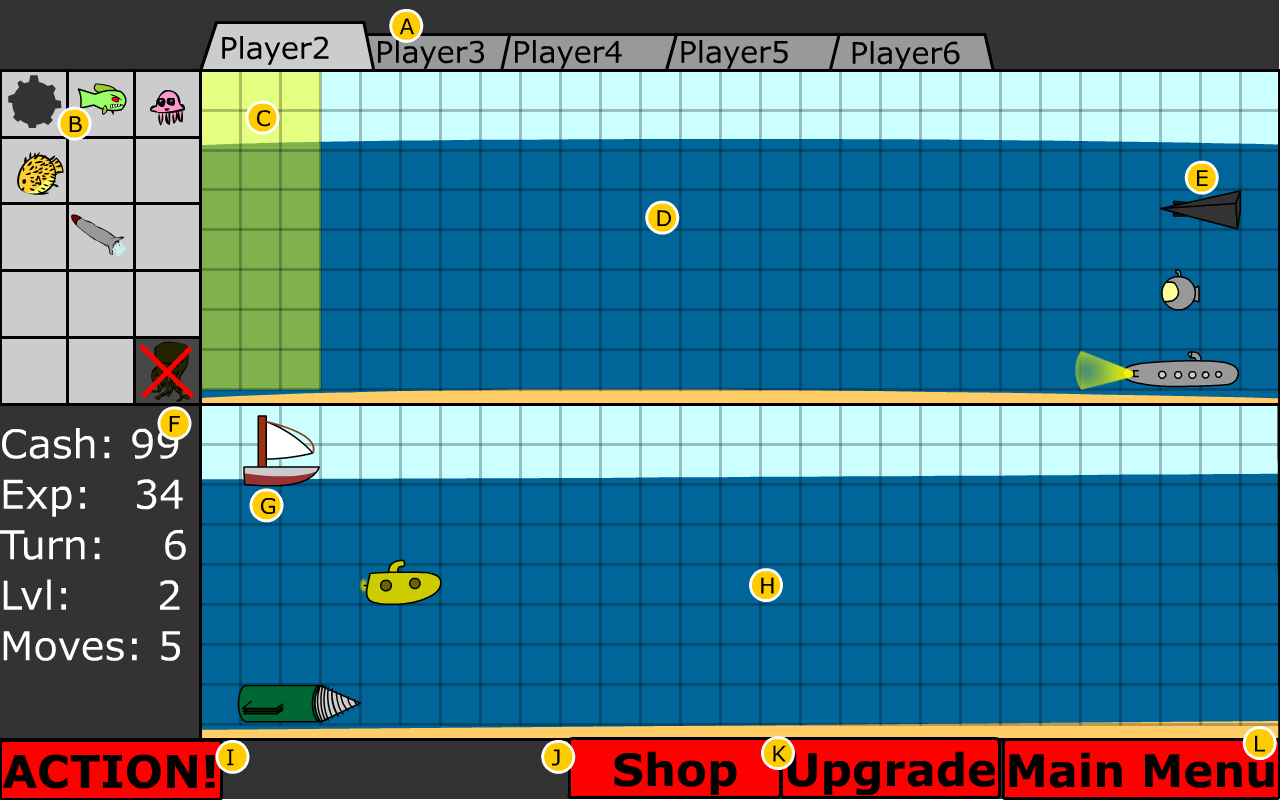 A
Player2 Player3 Player4 Player5 Player6
B
C
D
E
F
Cash: 99
Exp: 34
Turn: 6
Lvl: 2
Moves: 5
G
H
I
J
K
L
ACTION! Shop Upgrade Main Menu